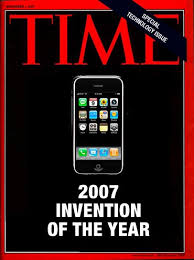 SPECIAL
TECHNOLOGY ISSUE
TIME
2007
INVENTION
OF THE YEAR